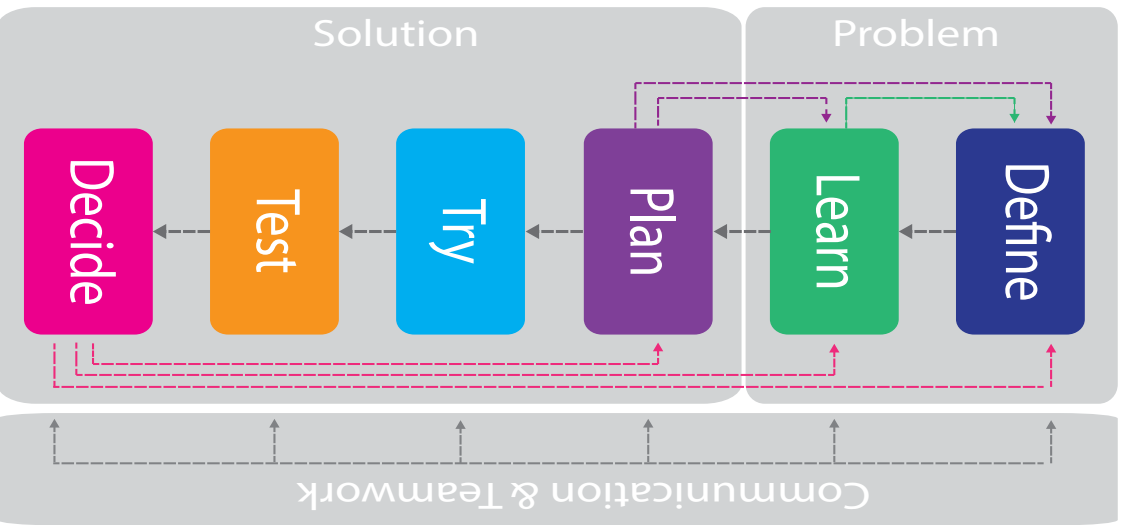 Solution
Problem
Decide
Test
Try
Plan
Learn
Define
Communication & Teamwork